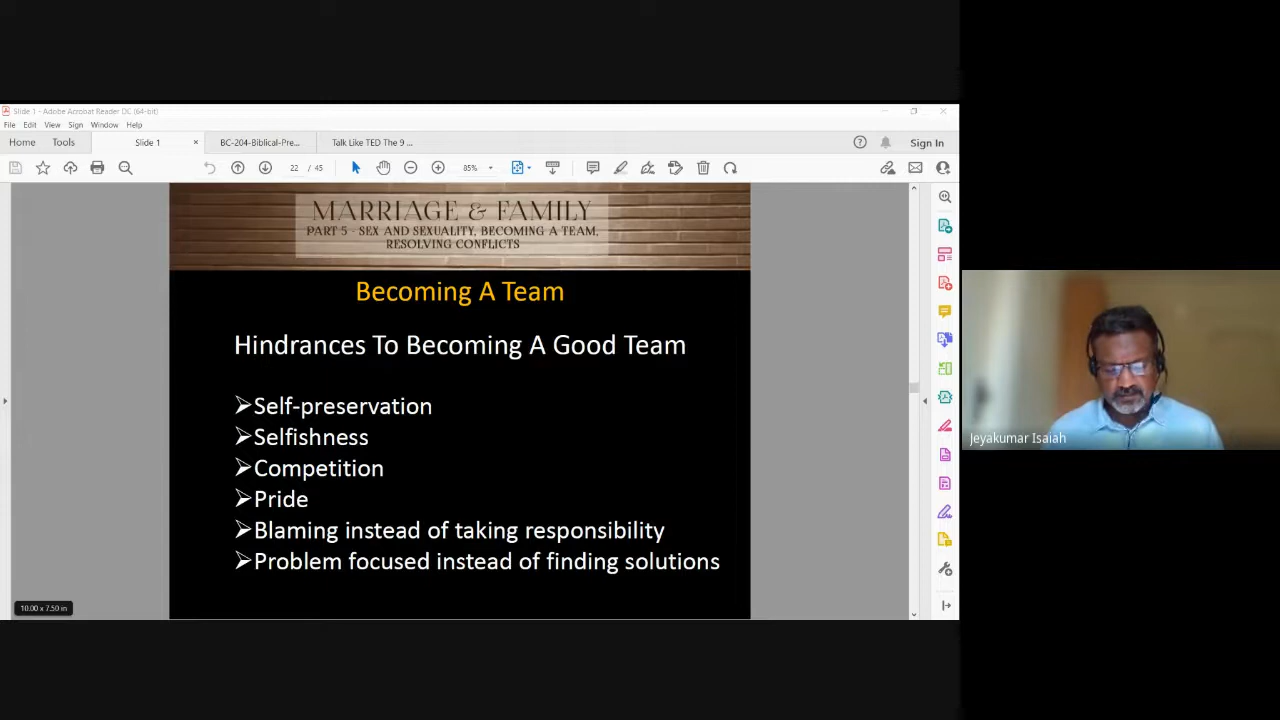 Slide 1 - Adobe Acrobat Reader DC (64-bit)
File Edit View Sign Window Help
Home Tools Slide 1 × BC-204-Biblical-Pre... Talk Like TED The 9 ... Sign In
22 / 45 85%
MARRIAGE & FAMILY
PART 5 - SEX AND SEXUALITY, BECOMING A TEAM,
RESOLVING CONFLICTS
Becoming A Team
Hindrances To Becoming A Good Team
➢Self-preservation
➢Selfishness
➢Competition
➢Pride
➢Blaming instead of taking responsibility
➢Problem focused instead of finding solutions
10.00 x 7.50 in
Jeyakumar Isaiah